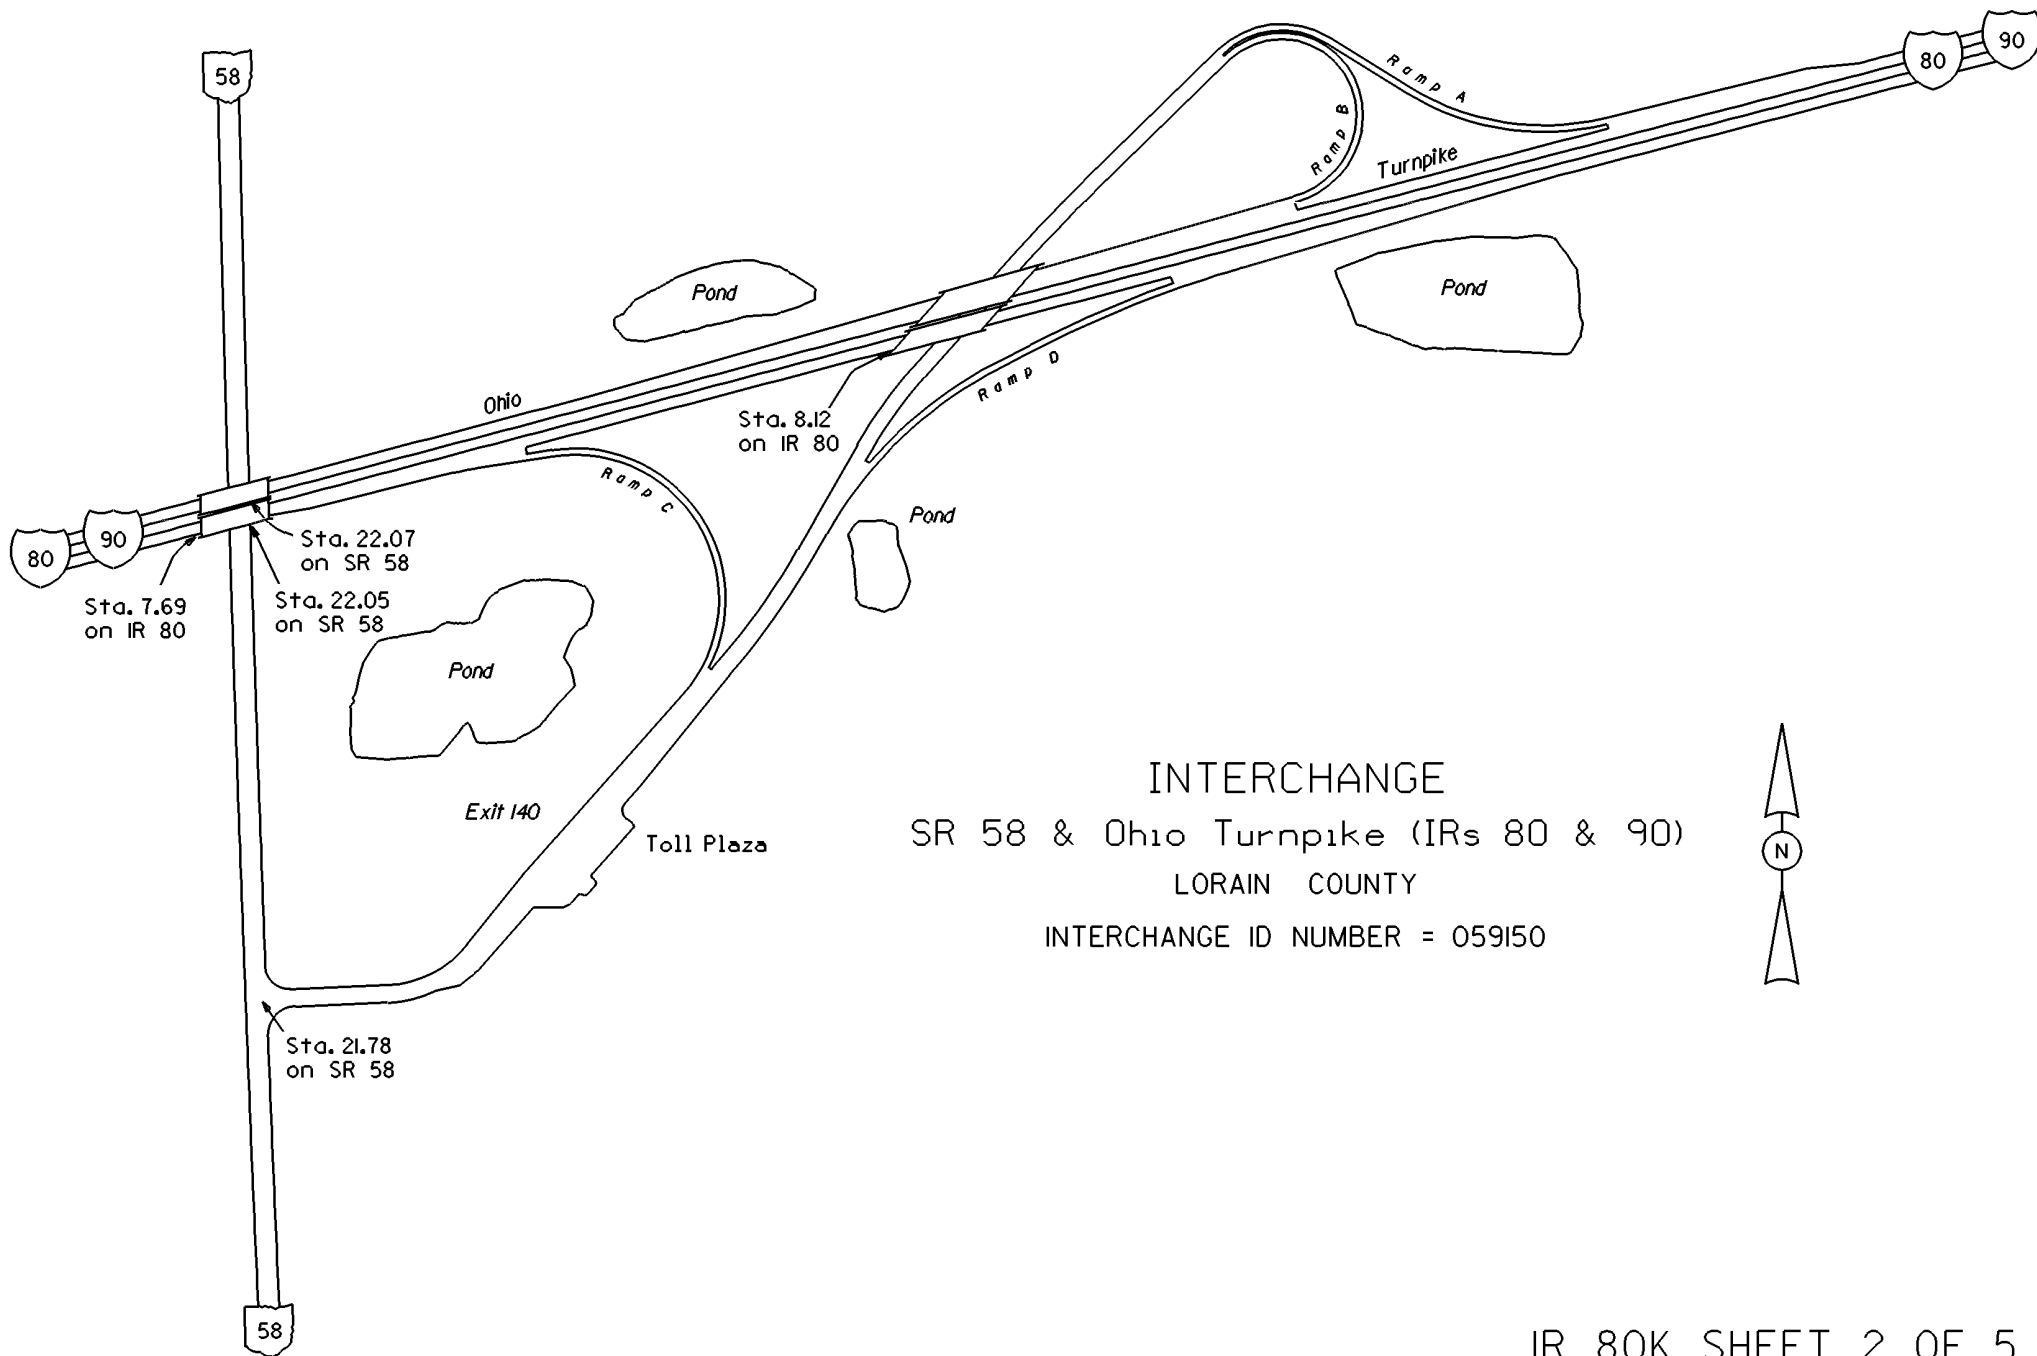 58
90
80
Ramp A
Ramp B
Turnpike
Pond
Pond
Ramp D
Ohio
Sta. 8.12
on IR 80
Ramp C
Pond
80
90
Sta. 22.07
on SR 58
Sta. 7.69
on IR 80
Sta. 22.05
on SR 58
Pond
Exit 140
Toll Plaza
INTERCHANGE
SR 58 & Ohio Turnpike (IRs 80 & 90)
LORAIN COUNTY
INTERCHANGE ID NUMBER = 059150
N
Sta. 21.78
on SR 58
58
IR 80K SHEET 2 OF 5